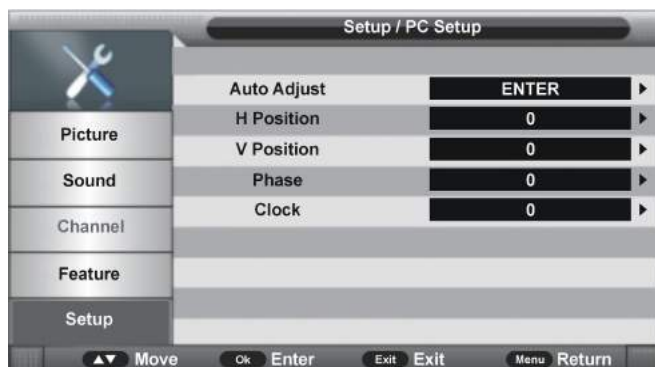 Setup / PC Setup
Picture
Sound
Channel
Feature
Setup
Auto Adjust ENTER
H Position 0
V Position 0
Phase 0
Clock 0
▲▼ Move Ok Enter Exit Exit Menu Return